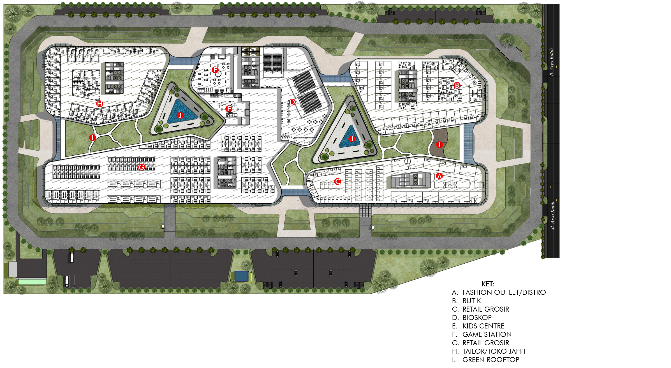 KET:
A. FASHION OUTLET/DISTRO
B. BUTIK
C. RETAIL GROSIR
D. BIOSKOP
E. KIDS CENTRE
F. GAME STATION
G. RETAIL GROSIR
H. TAILOR/TOKO JAHIT
I. GREEN ROOFTOP